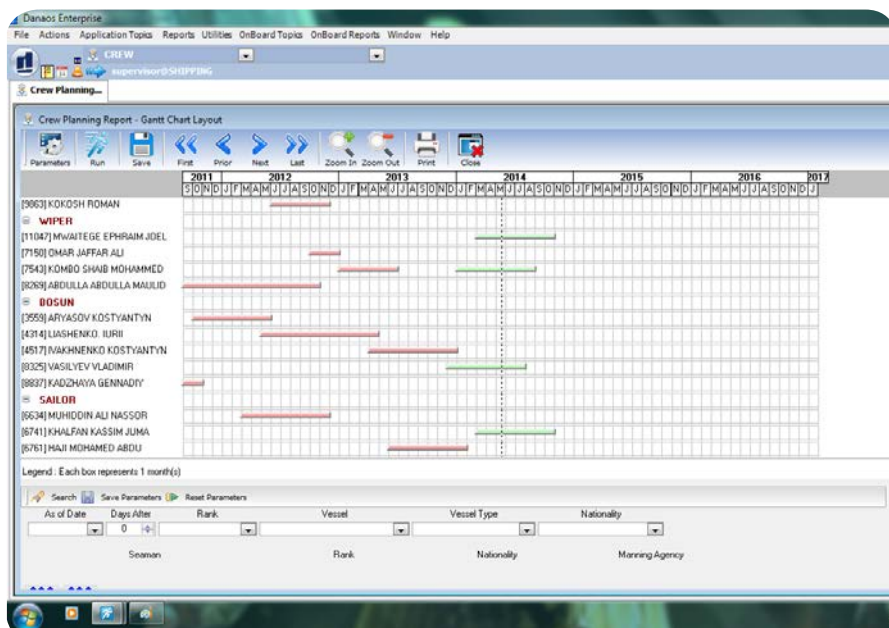 Danaos Enterprise
File Actions Application Topics Reports Utilities OnBoard Topics OnBoard Reports Window Help
CREW
supervisor@SHIPPING
Crew Planning...
Crew Planning Report - Gantt Chart Layout
Parameters Run Save First Prior Next Last Zoom In Zoom Out Print Close
2011 2012 2013 2014 2015 2016 2017
S O N D J F M A M J J A S O N D J F M A M J J A S O N D J F M A M J J A S O N D J F M A M J J A S O N D J F M A M J J A S O N D J
[9863] KOKOSH ROMAN
WIPER
[11047] MWAITEGE EPHRAIM JOEL
[7150] OMAR JAFFAR ALI
[7543] KOMBO SHAIB MOHAMMED
[8269] ABDULLA ABDULLA MAULID
BOSUN
[3559] ARYASOV KOSTYANTYN
[4314] LIASHENKO. IURII
[4517] IVAKHNENKO KOSTYANTYN
[8325] VASILYEV VLADIMIR
[8837] KADZHAYA GENNADIY
SAILOR
[6634] MUHIDDIN ALI NASSOR
[6741] KHALFAN KASSIM JUMA
[6761] HAJI MOHAMED ABDU
Legend : Each box represents 1 month(s)
Search Save Parameters Reset Parameters
As of Date Days After Rank Vessel Vessel Type Nationality
0
Seaman Rank Nationality Manning Agency